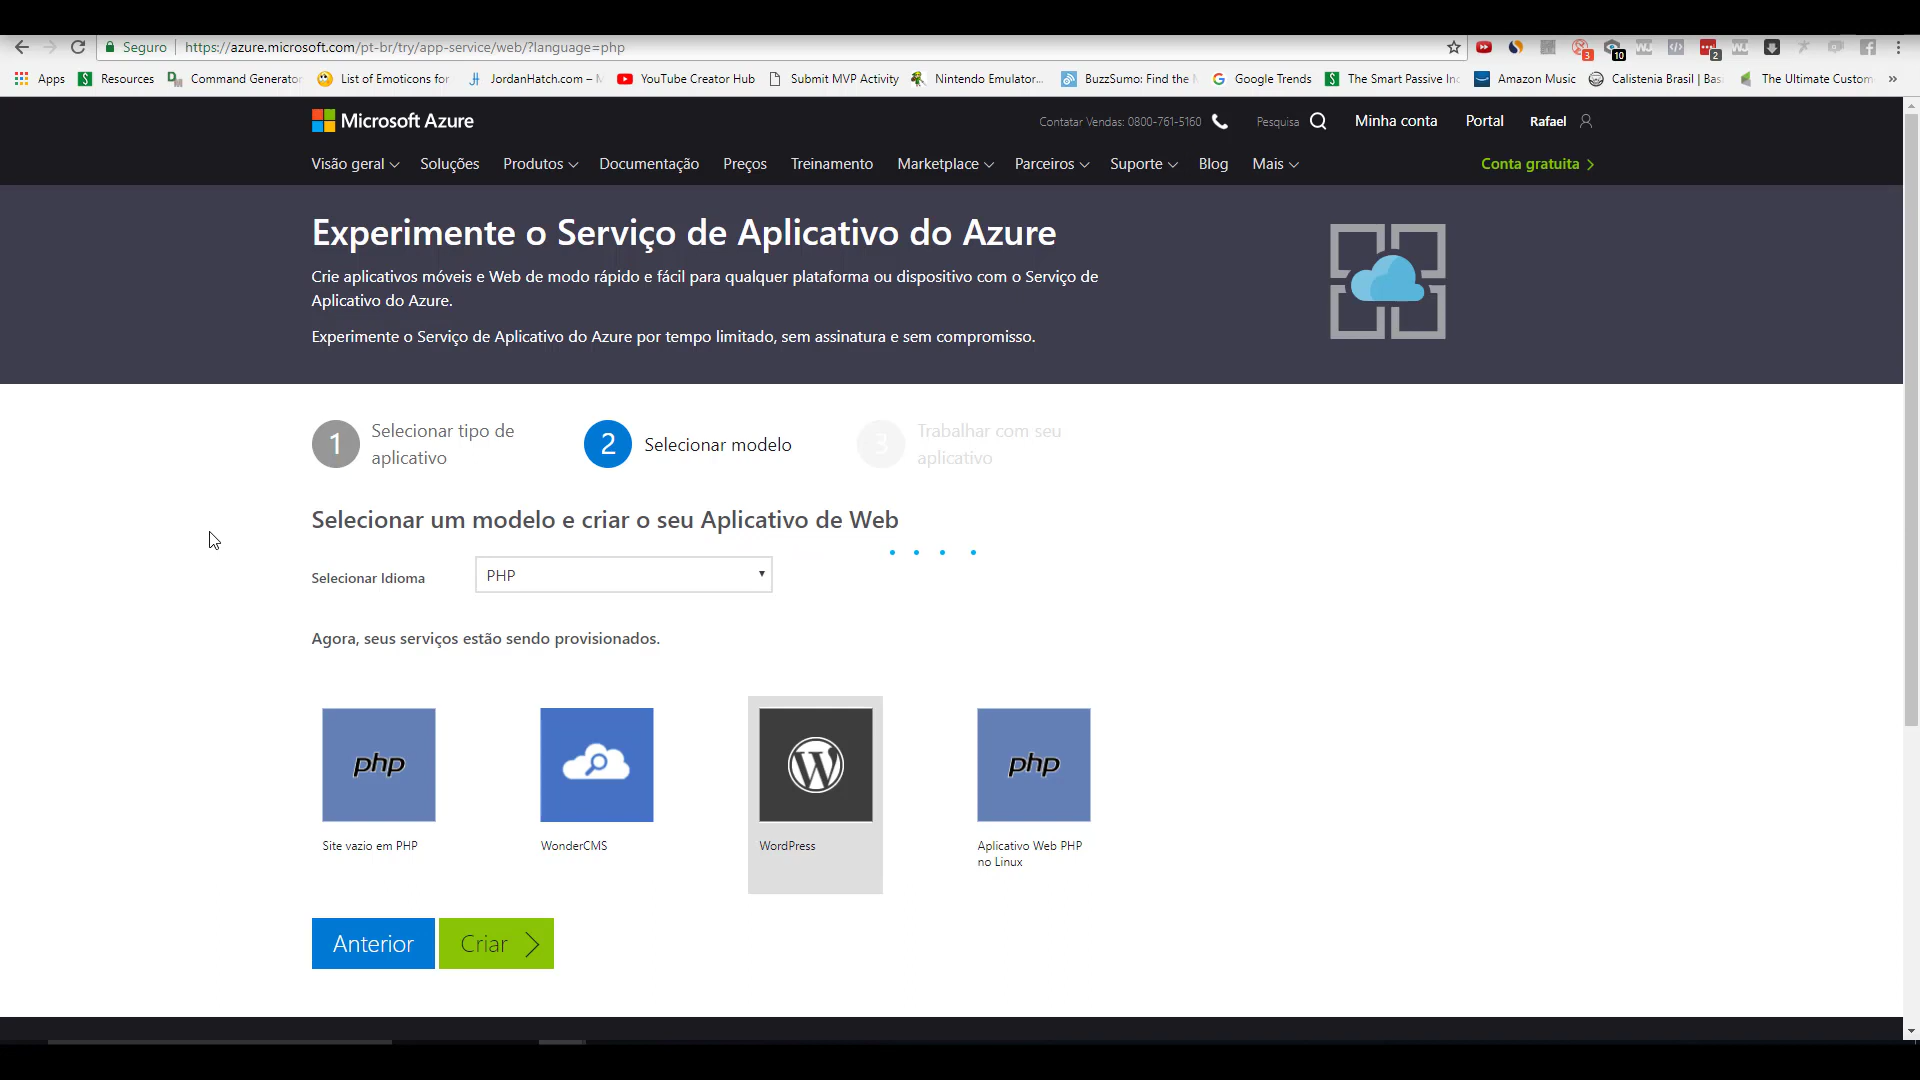 Seguro
https://azure.microsoft.com/pt-br/try/app-service/web/?language=php
3
10
2
Apps
Resources
Command Generator
List of Emoticons for
JordanHatch.com –
YouTube Creator Hub
Submit MVP Activity
Nintendo Emulator...
BuzzSumo: Find the
Google Trends
The Smart Passive Inc
Amazon Music
Calistenia Brasil | Bas
The Ultimate Custom
»
Microsoft Azure
Contatar Vendas: 0800-761-5160
Pesquisa
Minha conta
Portal
Rafael
Visão geral
Soluções
Produtos
Documentação
Preços
Treinamento
Marketplace
Parceiros
Suporte
Blog
Mais
Conta gratuita
Experimente o Serviço de Aplicativo do Azure
Crie aplicativos móveis e Web de modo rápido e fácil para qualquer plataforma ou dispositivo com o Serviço de
Aplicativo do Azure.
Experimente o Serviço de Aplicativo do Azure por tempo limitado, sem assinatura e sem compromisso.
1
Selecionar tipo de
aplicativo
2
Selecionar modelo
3
Trabalhar com seu
aplicativo
Selecionar um modelo e criar o seu Aplicativo de Web
Selecionar Idioma
PHP
Agora, seus serviços estão sendo provisionados.
php
php
Site vazio em PHP
WonderCMS
WordPress
Aplicativo Web PHP
no Linux
Anterior
Criar